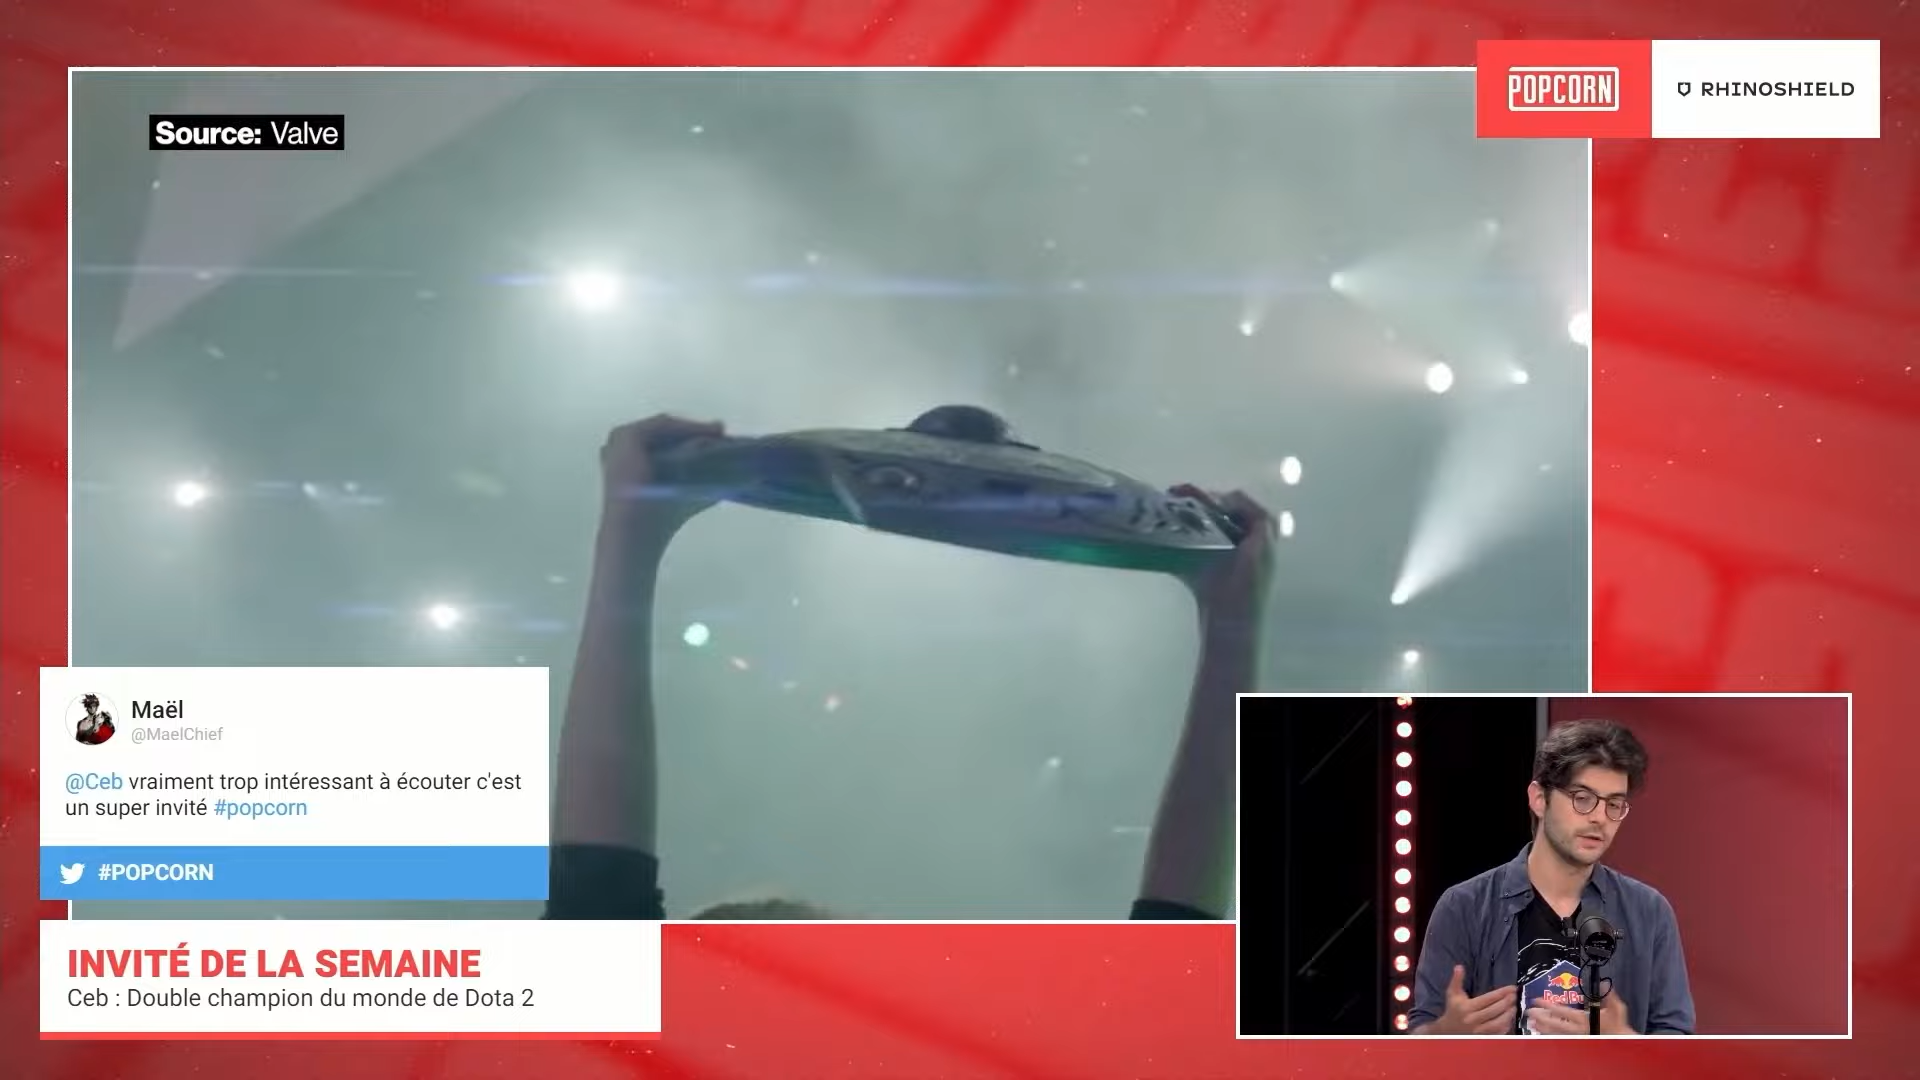 POPCORN
RHINOSHIELD
Source: Valve
Maël
@MaelChief
@Ceb vraiment trop intéressant à écouter c'est
un super invité #popcorn
#POPCORN
INVITÉ DE LA SEMAINE
Ceb : Double champion du monde de Dota 2